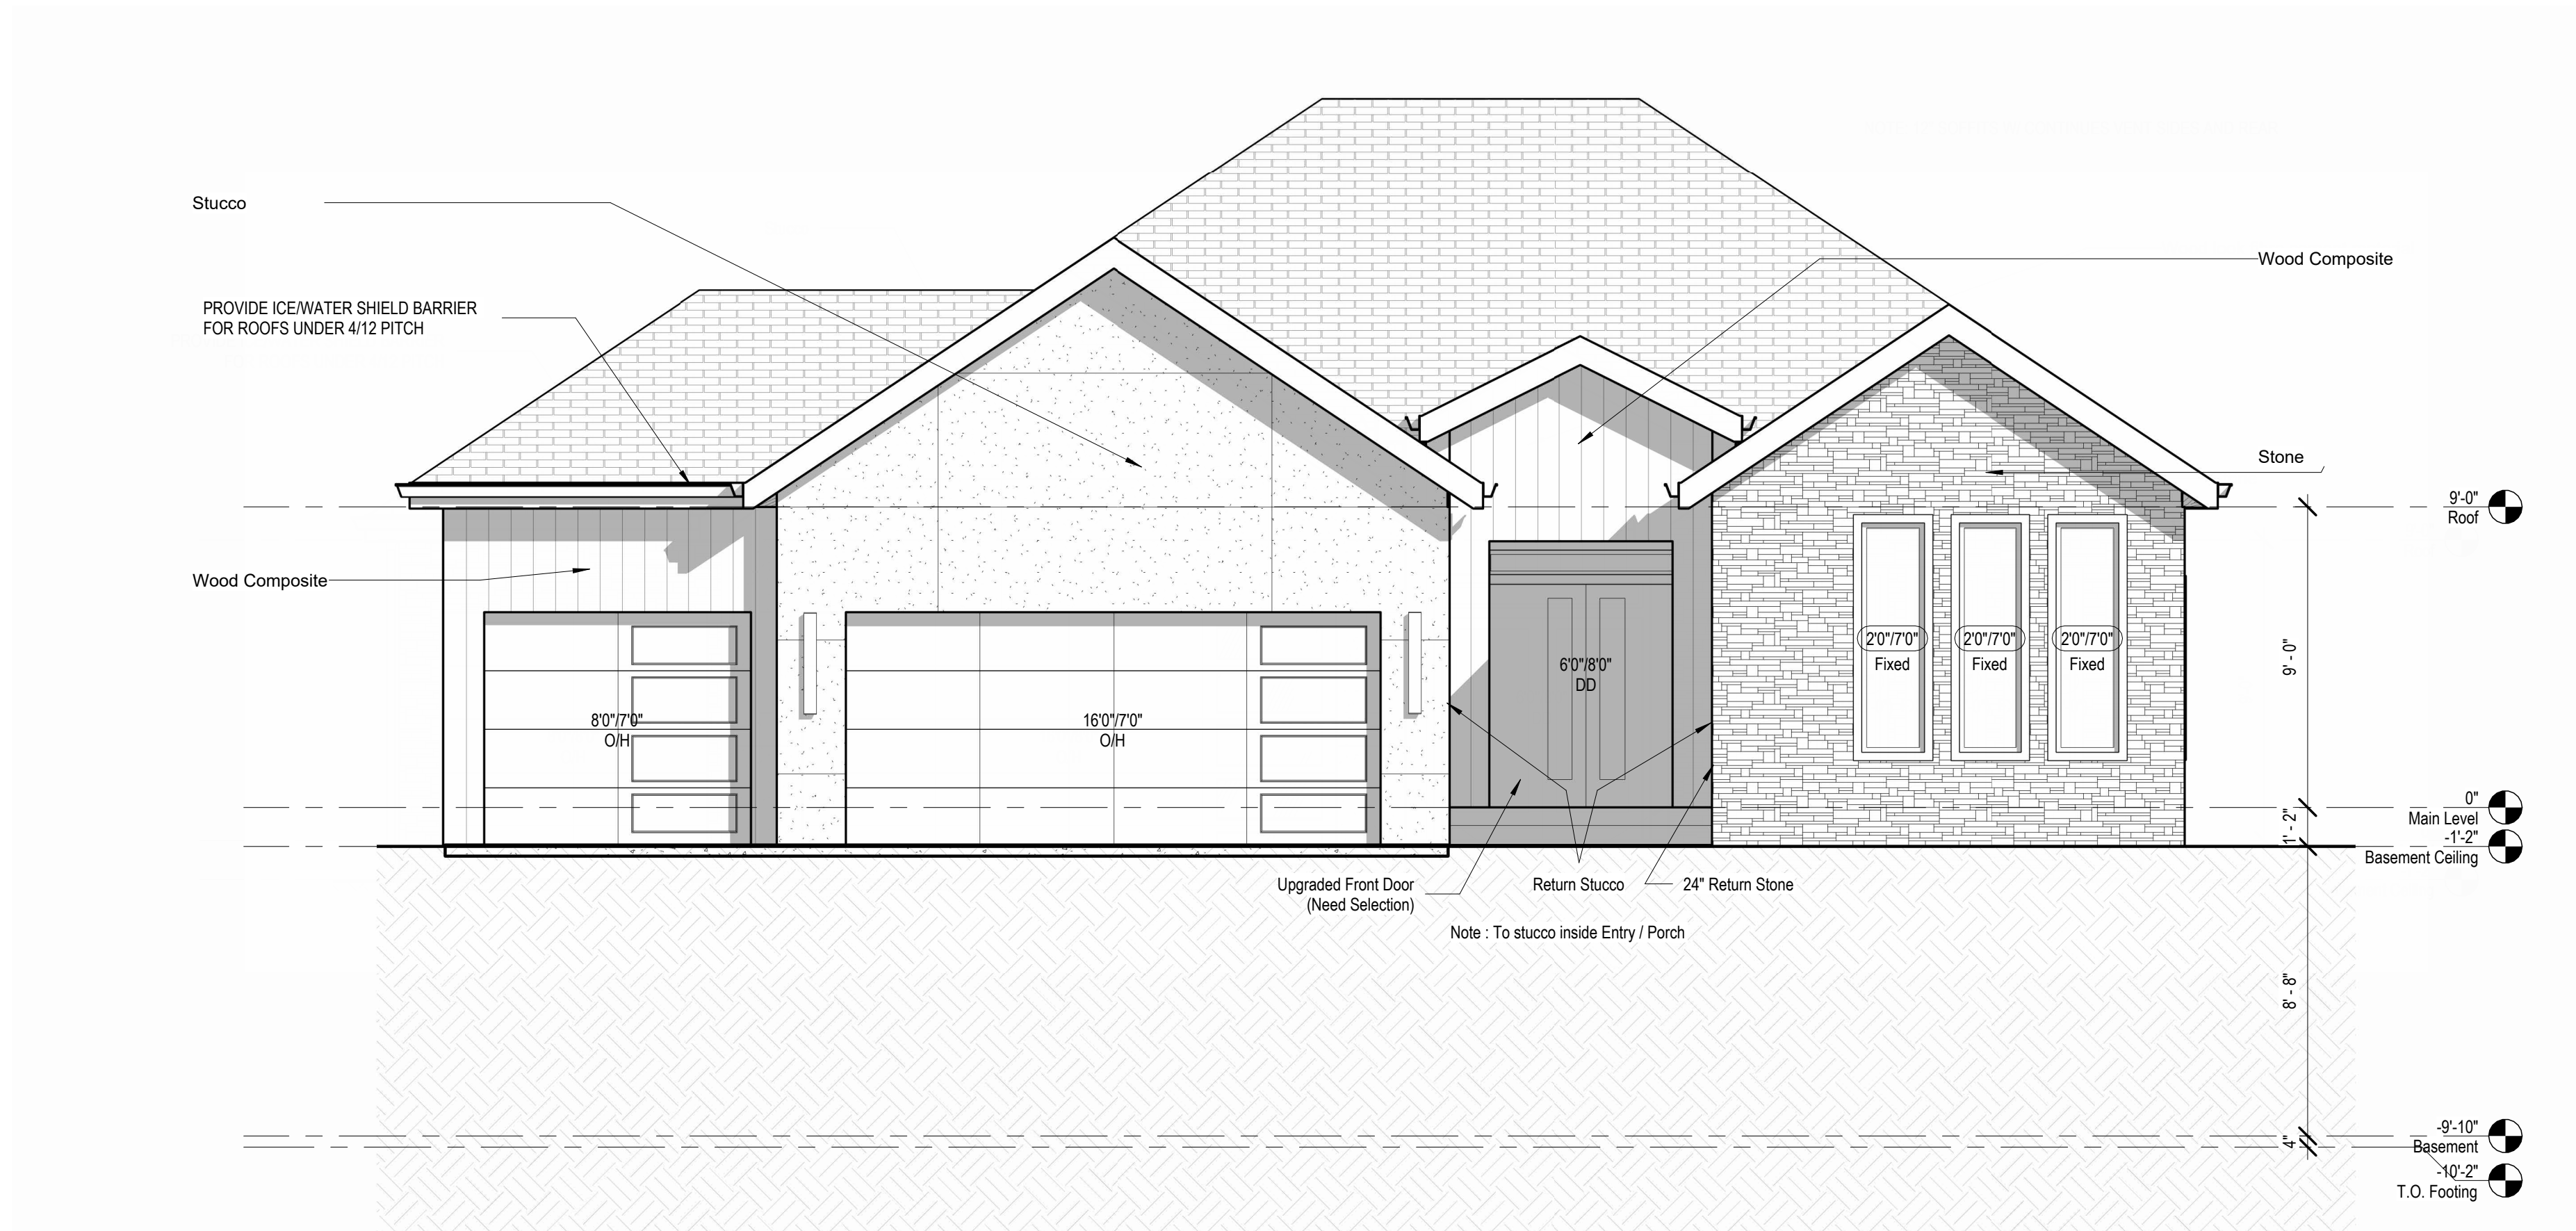 Stucco
Wood Composite
PROVIDE ICE/WATER SHIELD BARRIER
FOR ROOFS UNDER 4/12 PITCH
Stone
9'-0"
Roof
Wood Composite
2'0"/7'0"
Fixed
2'0"/7'0"
Fixed
2'0"/7'0"
Fixed
6'0"/8'0"
DD
9' - 0"
8'0"/7'0"
O/H
16'0"/7'0"
O/H
0"
Main Level
1' - 2"
-1'-2"
Basement Ceiling
Upgraded Front Door
(Need Selection)
Return Stucco
24" Return Stone
Note : To stucco inside Entry / Porch
8' - 8"
-9'-10"
Basement
4"
-10'-2"
T.O. Footing